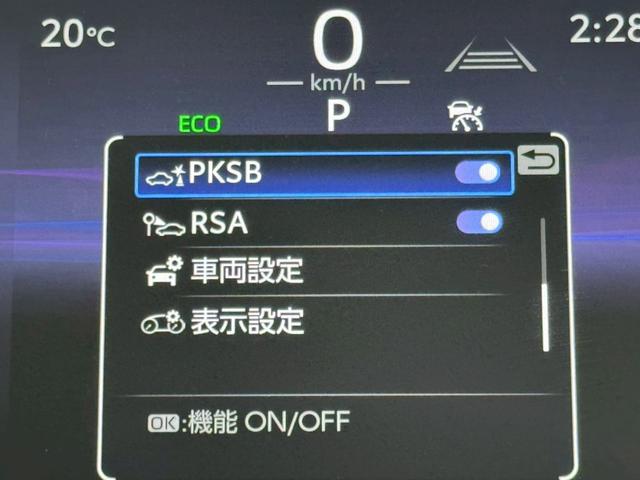 20℃
0
2:28
km/h
P
ECO
PKSB
RSA
車両設定
表示設定
OK:機能 ON/OFF